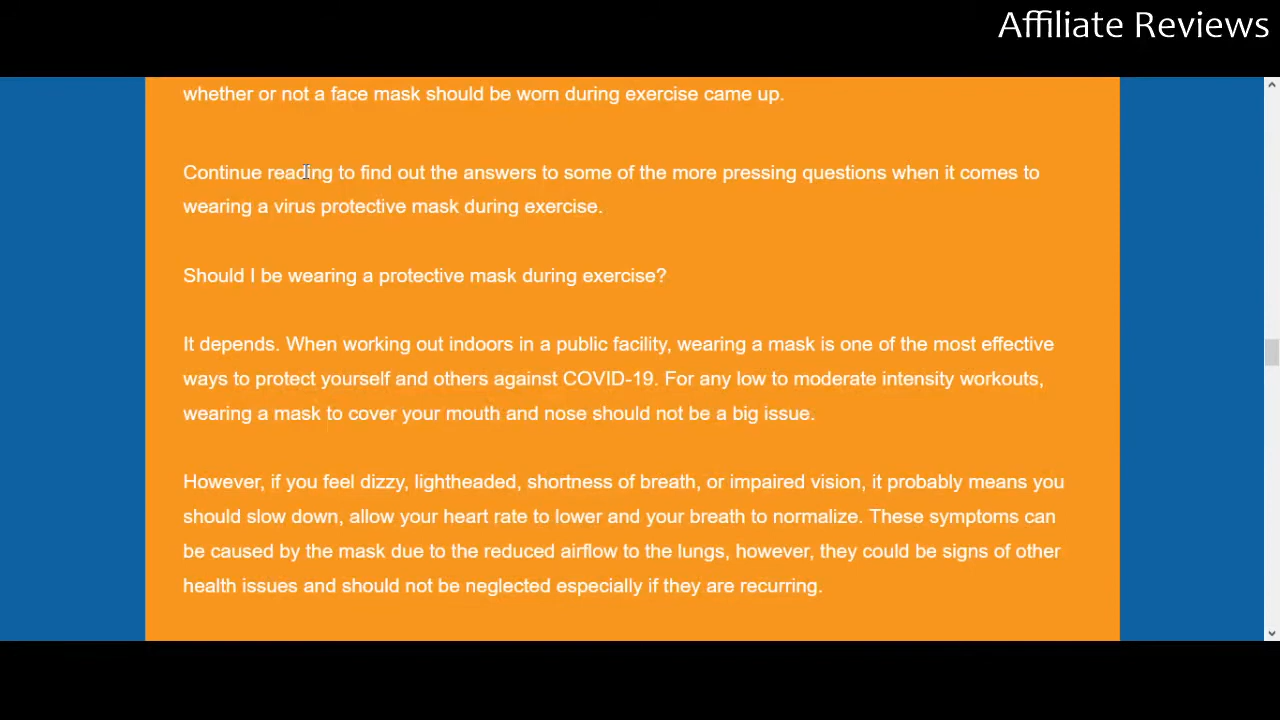 Affiliate Reviews
whether or not a face mask should be worn during exercise came up.
Continue reading to find out the answers to some of the more pressing questions when it comes to
wearing a virus protective mask during exercise.
Should I be wearing a protective mask during exercise?
It depends. When working out indoors in a public facility, wearing a mask is one of the most effective
ways to protect yourself and others against COVID-19. For any low to moderate intensity workouts,
wearing a mask to cover your mouth and nose should not be a big issue.
However, if you feel dizzy, lightheaded, shortness of breath, or impaired vision, it probably means you
should slow down, allow your heart rate to lower and your breath to normalize. These symptoms can
be caused by the mask due to the reduced airflow to the lungs, however, they could be signs of other
health issues and should not be neglected especially if they are recurring.